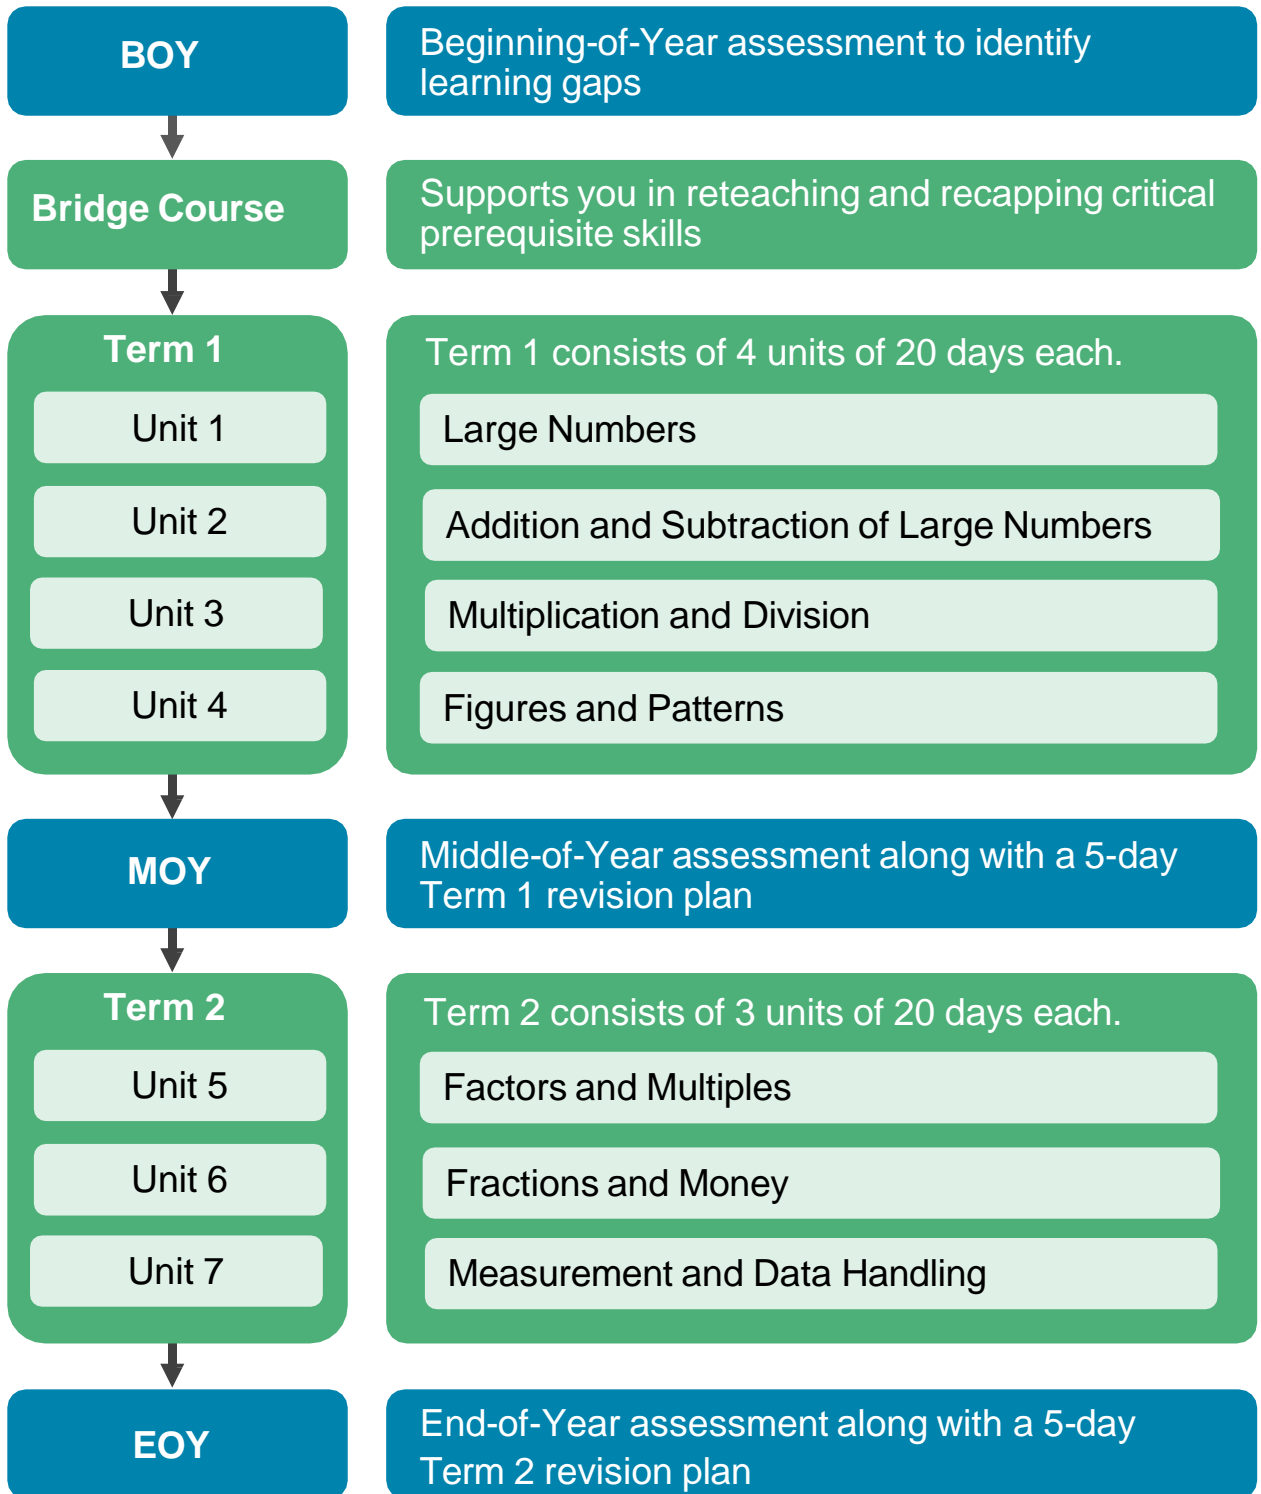 BOY
Beginning-of-Year assessment to identify
learning gaps
Bridge Course
Supports you in reteaching and recapping critical
prerequisite skills
Term 1
Term 1 consists of 4 units of 20 days each.
Unit 1
Large Numbers
Unit 2
Addition and Subtraction of Large Numbers
Unit 3
Multiplication and Division
Unit 4
Figures and Patterns
MOY
Middle-of-Year assessment along with a 5-day
Term 1 revision plan
Term 2
Term 2 consists of 3 units of 20 days each.
Unit 5
Factors and Multiples
Unit 6
Fractions and Money
Unit 7
Measurement and Data Handling
EOY
End-of-Year assessment along with a 5-day
Term 2 revision plan